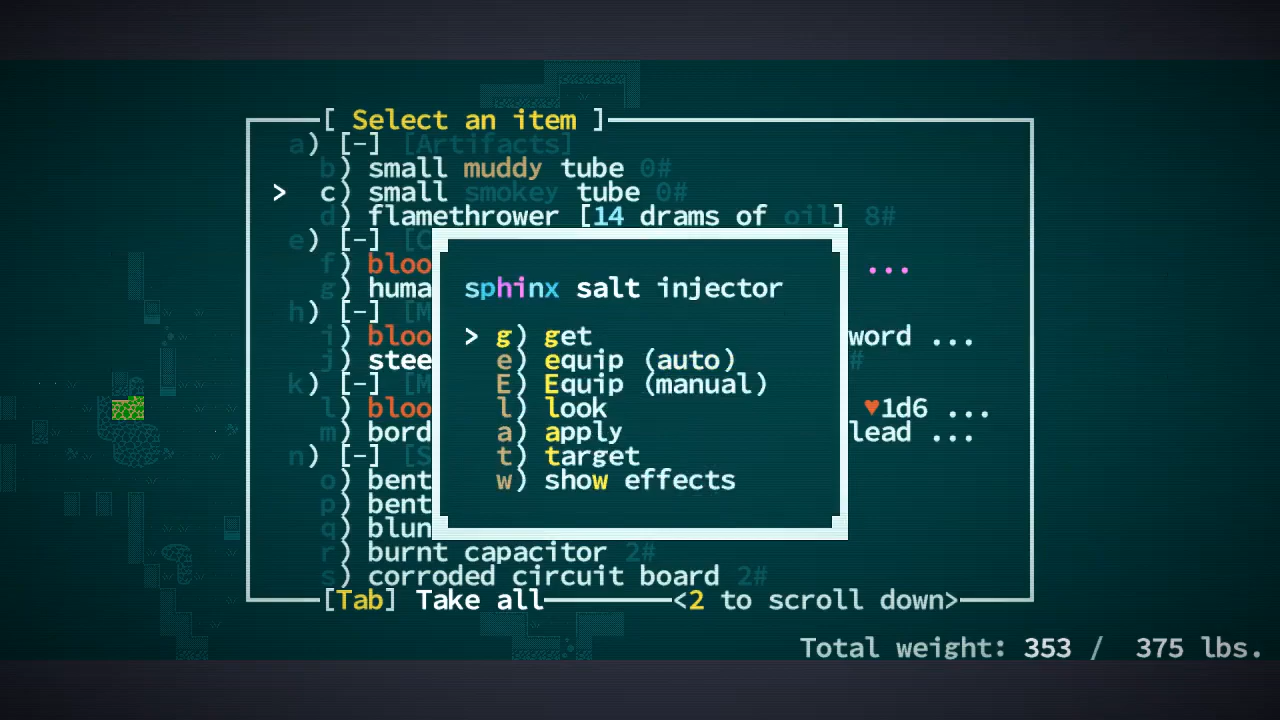 [ Select an item ]
a) [-] [Artifacts]
b) small muddy tube 0#
> c) small smokey tube 0#
d) flamethrower [14 drams of oil] 8#
e) [-] [C
f) bloo ...
g) huma
h) [-] [M
i) bloo word ...
j) stee #
k) [-] [M
l) bloo ♥1d6 ...
m) bord lead ...
n) [-] [S
o) bent
p) bent
q) blun
r) burnt capacitor 2#
s) corroded circuit board 2#
[Tab] Take all <2 to scroll down>
sphinx salt injector
> g) get
e) equip (auto)
E) Equip (manual)
l) look
a) apply
t) target
w) show effects
Total weight: 353 / 375 lbs.